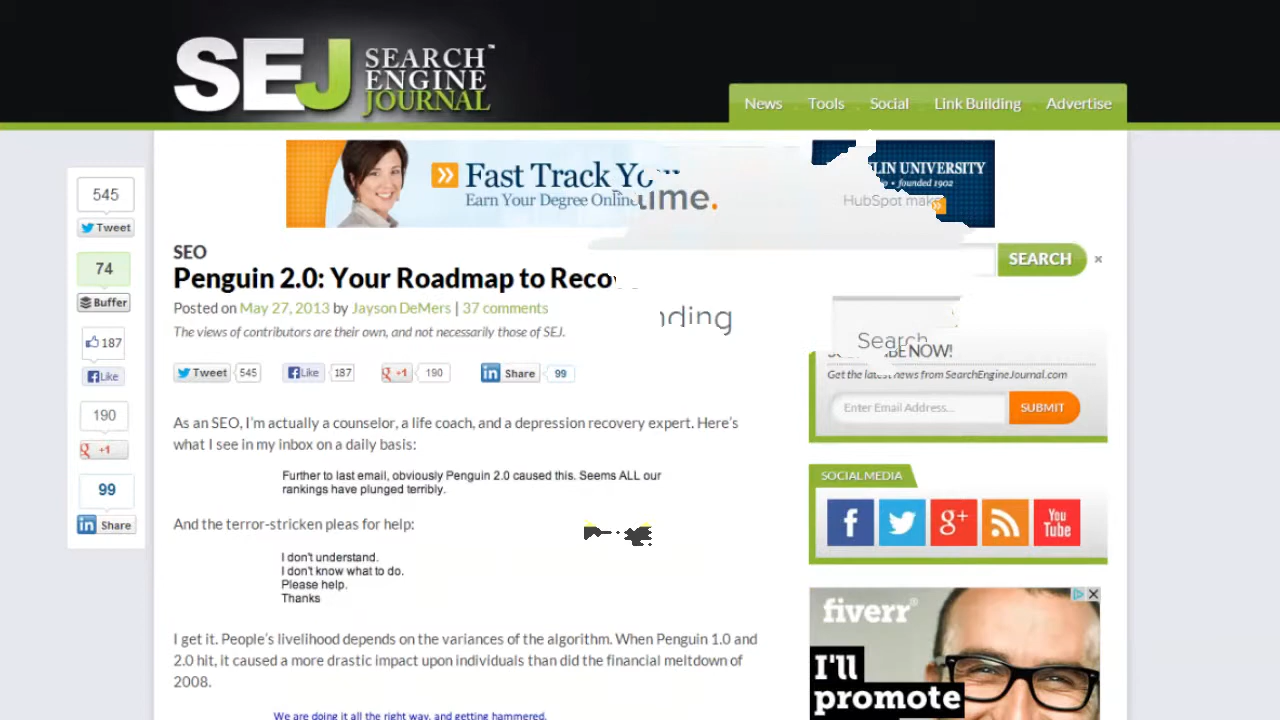 SEJ SEARCH ENGINE JOURNAL™
News Tools Social Link Building Advertise
545
Tweet
74
Buffer
187
Like
190
g +1
99
in Share
Fast Track
Earn Your Degree Online
time.
UNIVERSITY
founded 1902
HubSpot
SEO
SEARCH
×
Penguin 2.0: Your Roadmap to
Posted on May 27, 2013 by Jayson DeMers | 37 comments
The views of contributors are their own, and not necessarily those of SEJ.
Tweet 545 Like 187 g +1 190 in Share 99
Search
NOW!
Get the latest news from SearchEngineJournal.com
Enter Email Address... SUBMIT
As an SEO, I'm actually a counselor, a life coach, and a depression recovery expert. Here's
what I see in my inbox on a daily basis:
Further to last email, obviously Penguin 2.0 caused this. Seems ALL our
rankings have plunged terribly.
And the terror-stricken pleas for help:
I don't understand.
I don't know what to do.
Please help.
Thanks
I get it. People's livelihood depends on the variances of the algorithm. When Penguin 1.0 and
2.0 hit, it caused a more drastic impact upon individuals than did the financial meltdown of
2008.
We are doing it all the right way, and getting hammered.
SOCIAL MEDIA
f g+ You Tube
fiverr®
I'll
promote